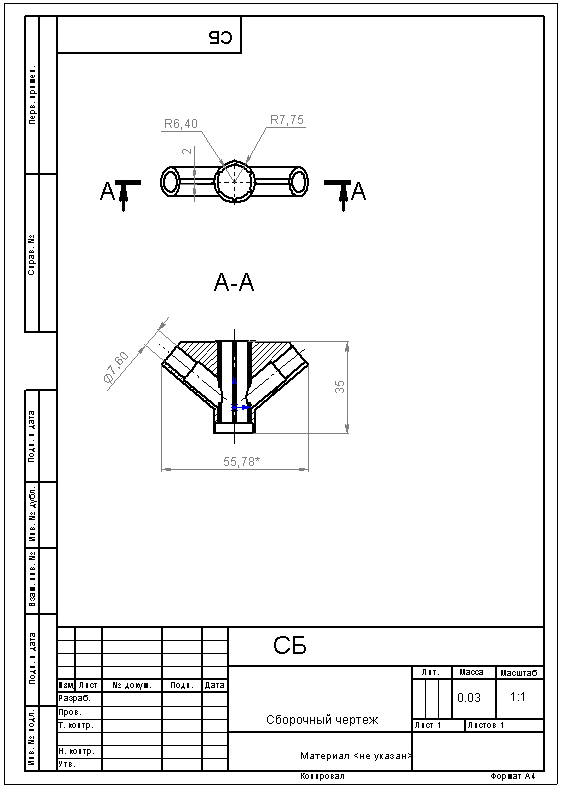 СБ
Перв. примен.
Справ. №
R6,40
R7,75
2
А
А
А-А
Ф7,60
35
55,78*
Подп. и дата
Инв. № дубл.
Взам. инв. №
Подп. и дата
Инв. № подл.
СБ
Изм. Лист № докум. Подп. Дата
Разраб.
Пров.
Т. контр.
Н. контр.
Утв.
Сборочный чертеж
Лит. Масса Масштаб
0.03 1:1
Лист 1 Листов 1
Материал <не указан>
Копировал Формат А4